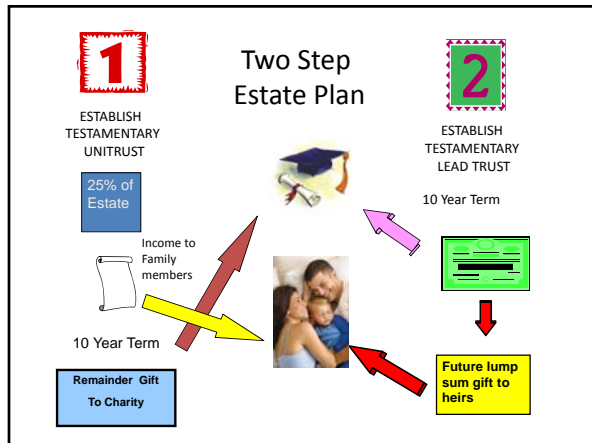 1
Two Step
Estate Plan
2
ESTABLISH
TESTAMENTARY
UNITRUST
ESTABLISH
TESTAMENTARY
LEAD TRUST
25% of
Estate
10 Year Term
Income to
Family
members
10 Year Term
Remainder Gift
To Charity
Future lump
sum gift to
heirs